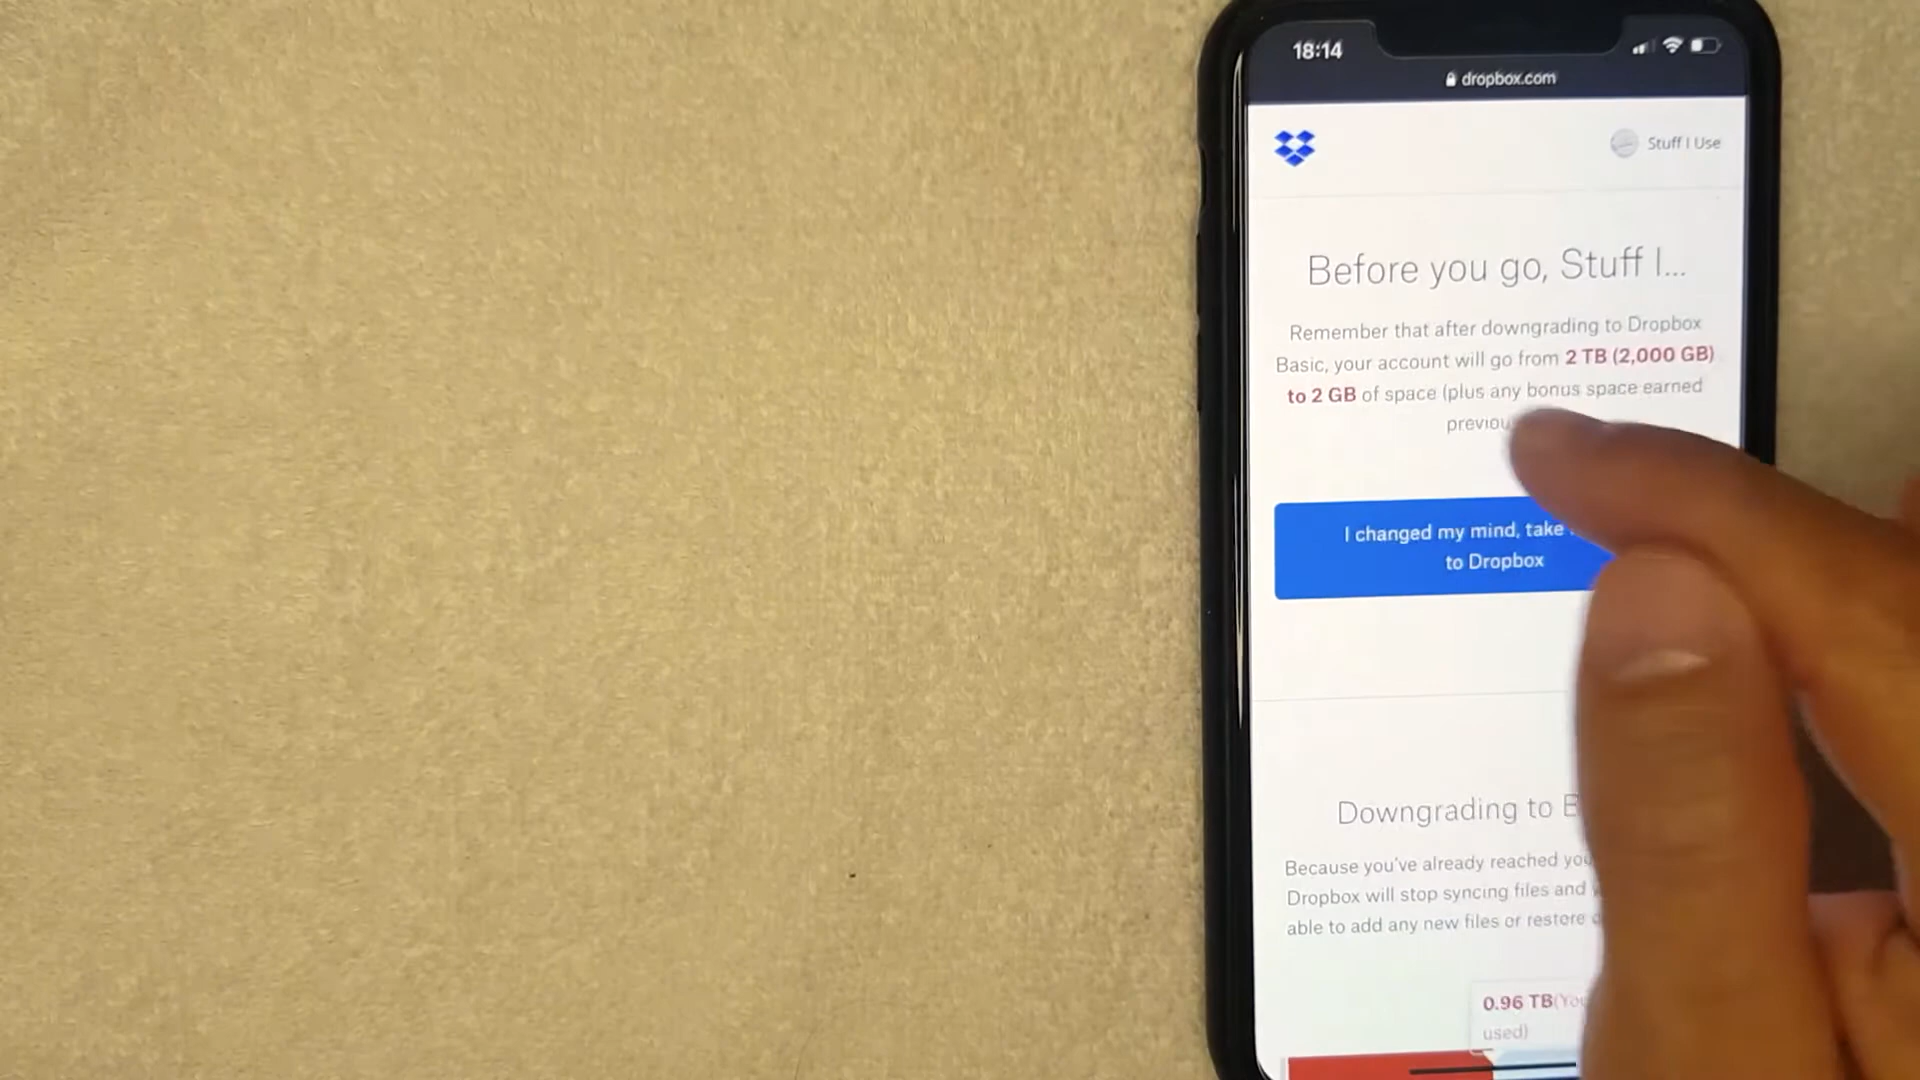 18:14
dropbox.com
Stuff I Use
Before you go, Stuff I...
Remember that after downgrading to Dropbox
Basic, your account will go from 2 TB (2,000 GB)
to 2 GB of space (plus any bonus space earned
I changed my mind, take
to Dropbox
Downgrading to
Because you've already reached
Dropbox will stop syncing files and
able to add any new files or restore
0.96 TB
used)